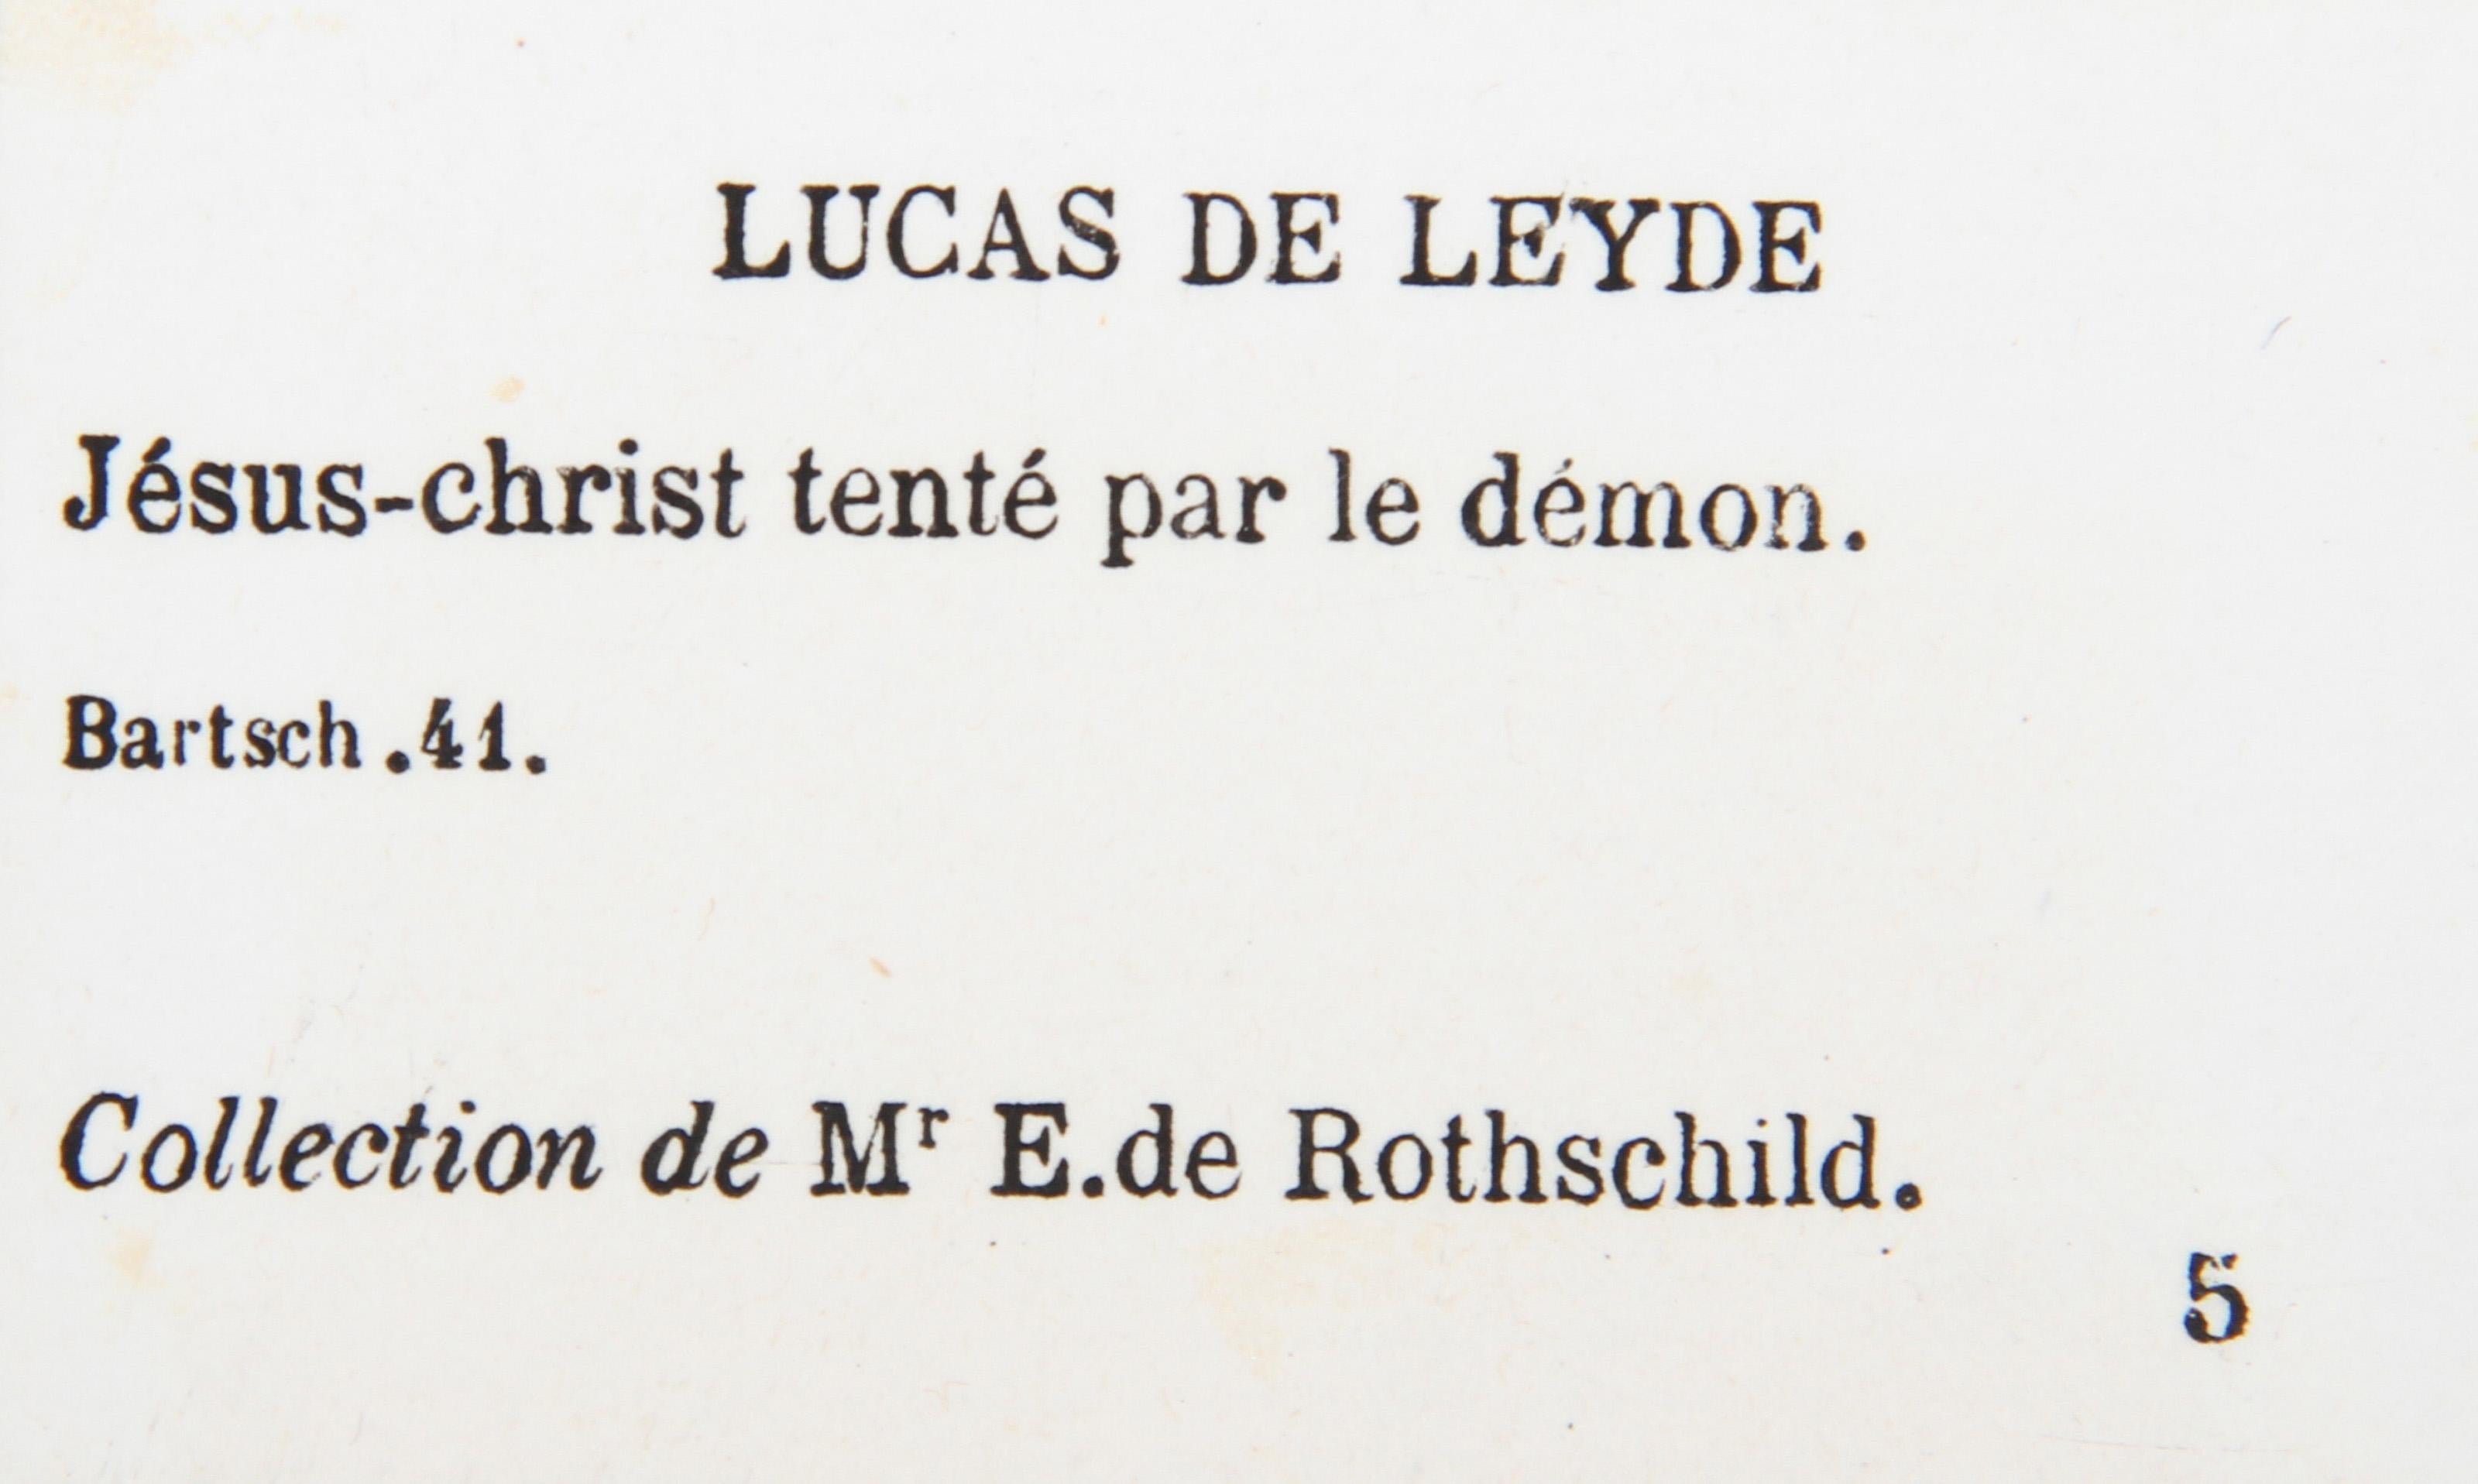 LUCAS DE LEYDE
Jésus-christ tenté par le démon.
Bartsch .41.
Collection de Mr E.de Rothschild.
5